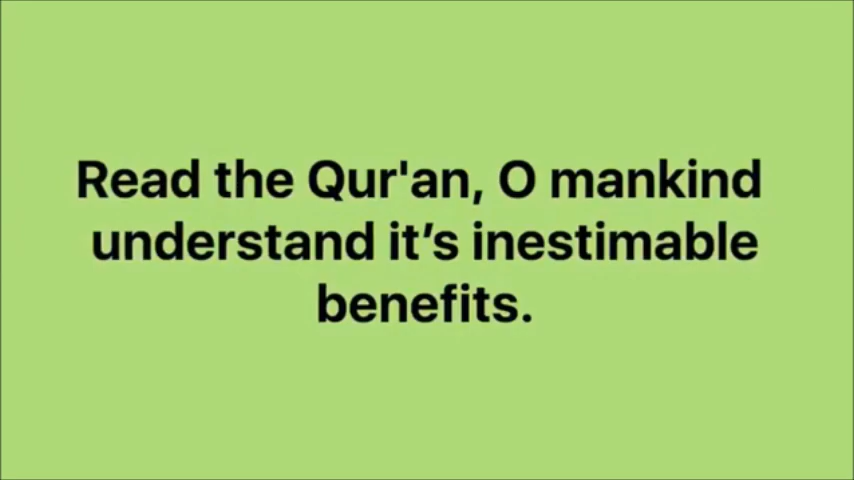 Read the Qur'an, O mankind
understand it’s inestimable
benefits.